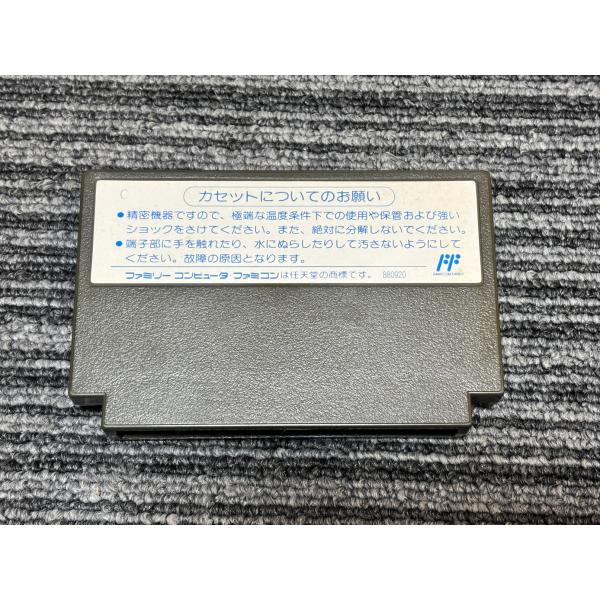 C
カセットについてのお願い
●精密機器ですので、極端な温度条件下での使用や保管および強い
ショックをさけてください。また、絶対に分解しないでください。
●端子部に手を触れたり、水にぬらしたりして汚さないようにして
ください。故障の原因となります。
ファミリーコンピュータ・ファミコンは任天堂の商標です。 880920